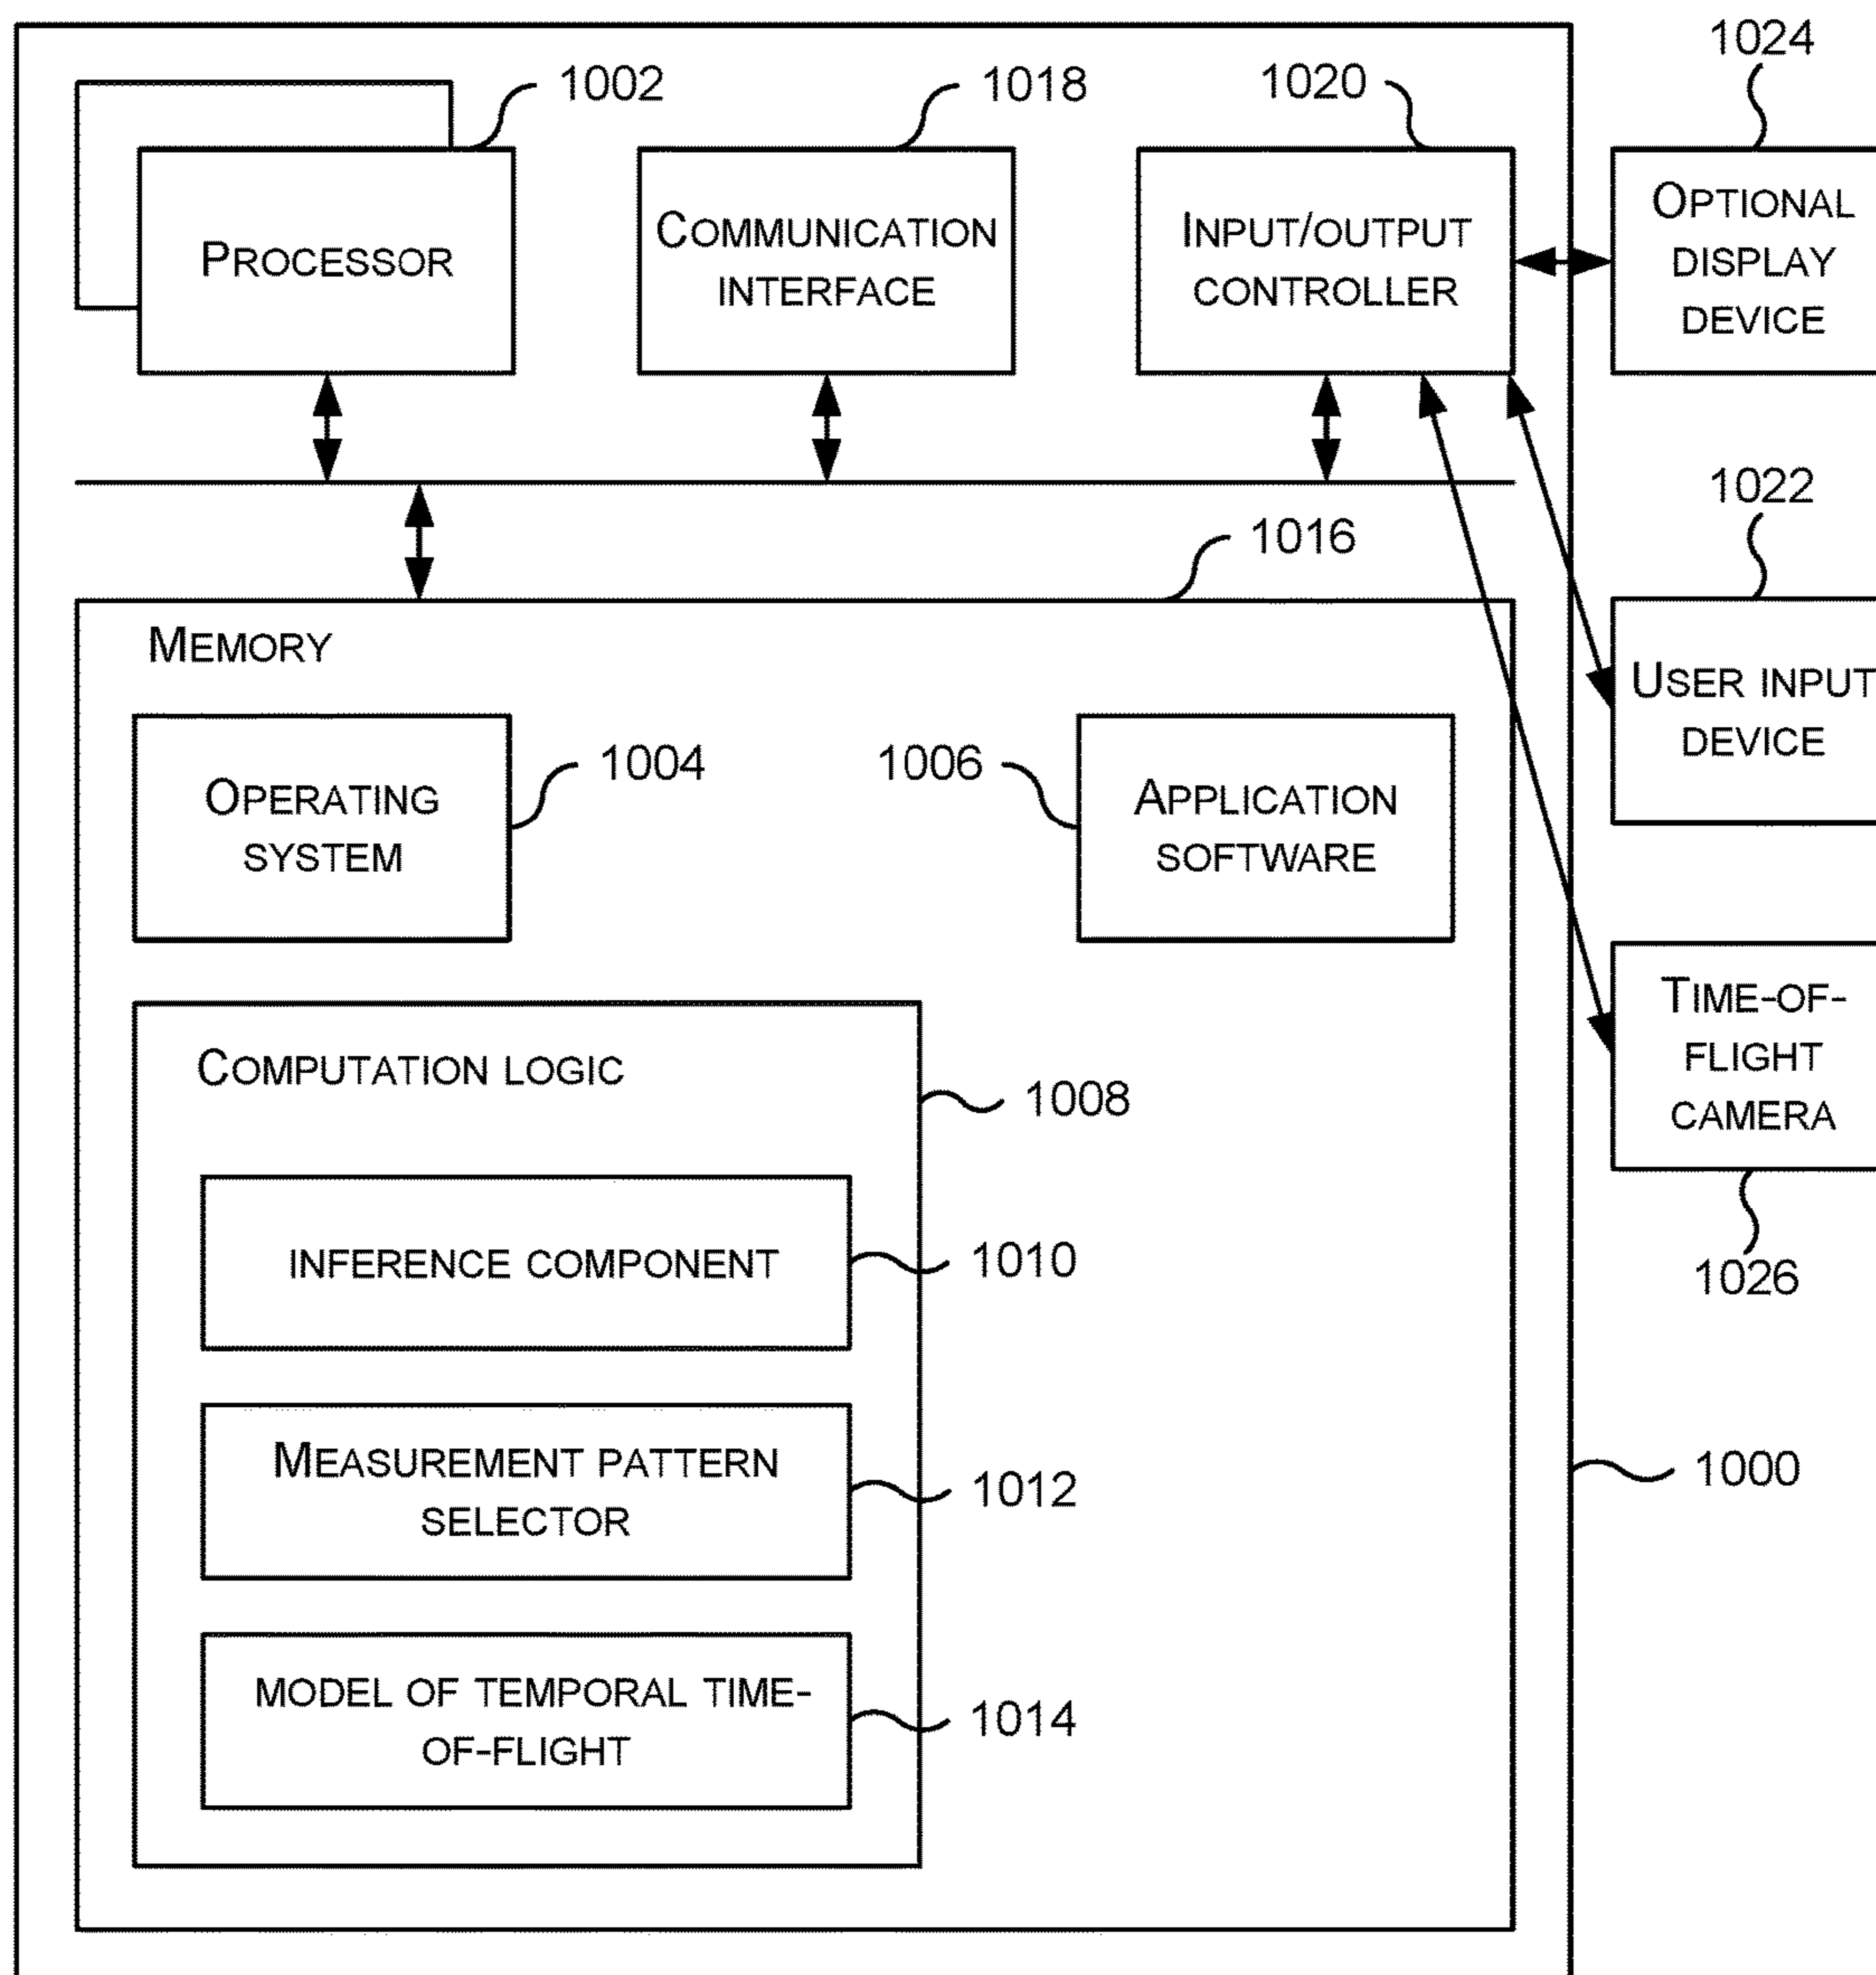 1024
1002
1018
1020
PROCESSOR
COMMUNICATION
INTERFACE
INPUT/OUTPUT
CONTROLLER
OPTIONAL
DISPLAY
DEVICE
1022
1016
MEMORY
USER INPUT
DEVICE
OPERATING
SYSTEM
1004
1006
APPLICATION
SOFTWARE
TIME-OF-
FLIGHT
CAMERA
1026
COMPUTATION LOGIC
1008
INFERENCE COMPONENT
1010
MEASUREMENT PATTERN
SELECTOR
1012
1000
MODEL OF TEMPORAL TIME-
OF-FLIGHT
1014